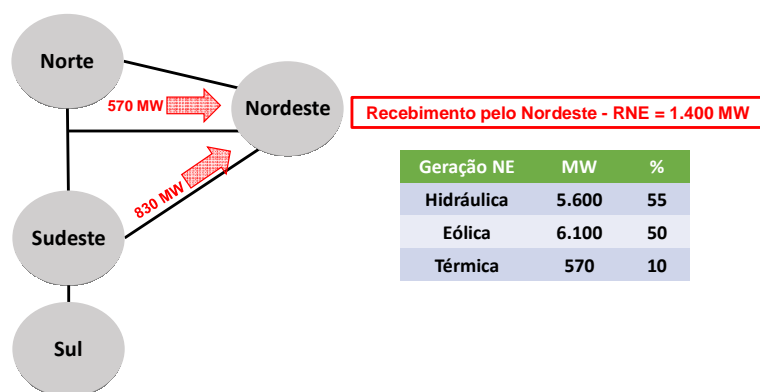 Norte
570 MW
Nordeste
Recebimento pelo Nordeste - RNE = 1.400 MW
830 MW
Sudeste
Sul
Geração NE MW %
Hidráulica 5.600 55
Eólica 6.100 50
Térmica 570 10